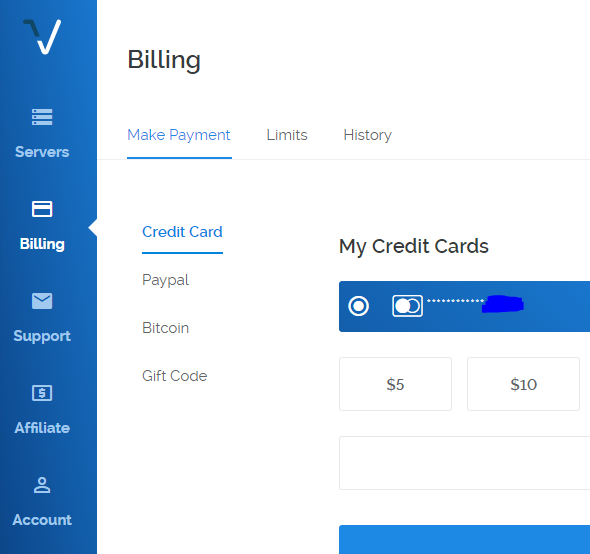 Billing
Make Payment Limits History
Servers
Billing
Support
Affiliate
Account
Credit Card
Paypal
Bitcoin
Gift Code
My Credit Cards
************
$5 $10